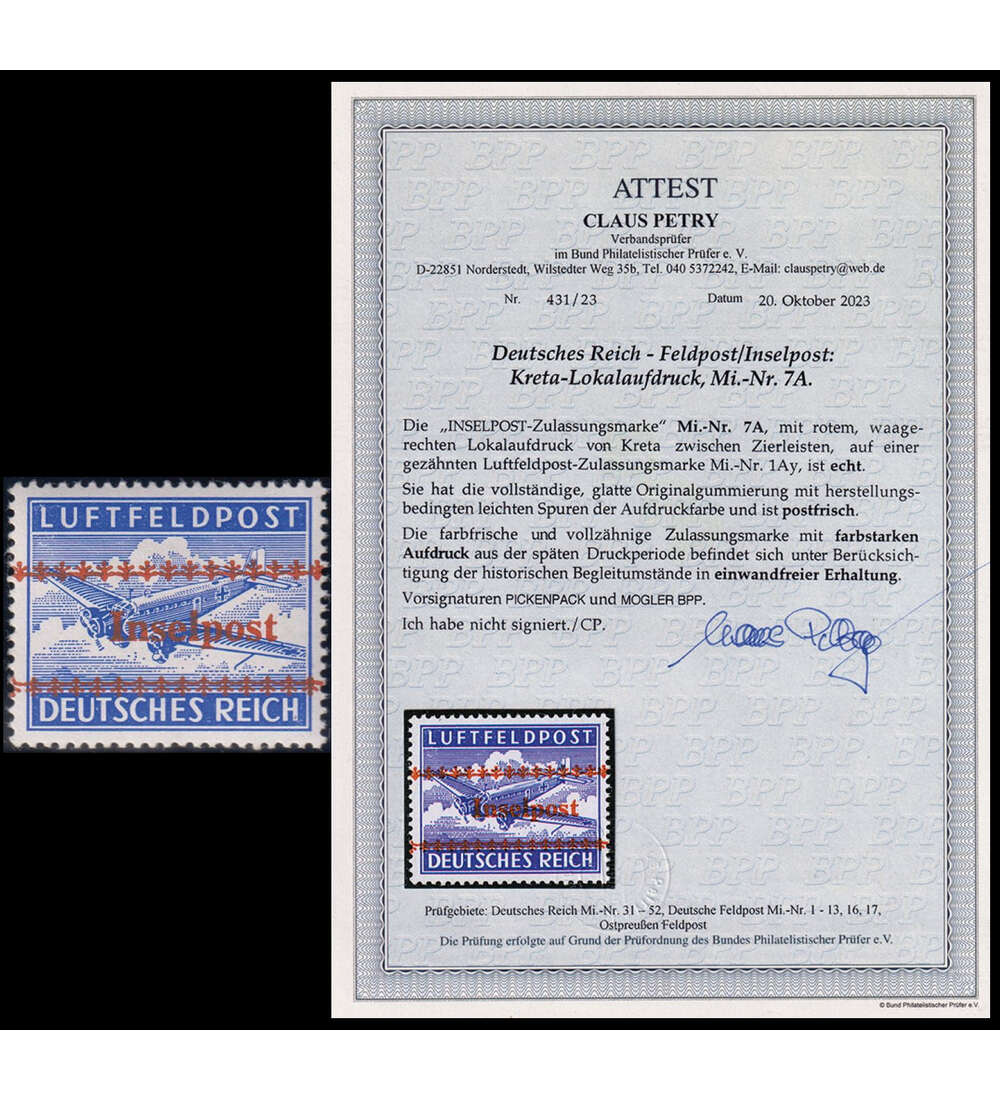 LUFTFELDPOST
Inselpost
DEUTSCHES REICH
ATTEST
CLAUS PETRY
Verbandsprüfer
im Bund Philatelistischer Prüfer e. V.
D-22851 Norderstedt, Wilstedter Weg 35b, Tel. 040 5372242, E-Mail: clauspetry@web.de
Nr. 431/23 Datum 20. Oktober 2023
Deutsches Reich - Feldpost/Inselpost:
Kreta-Lokalaufdruck, Mi.-Nr. 7A.
Die „INSELPOST-Zulassungsmarke" Mi.-Nr. 7A, mit rotem, waage-
rechten Lokalaufdruck von Kreta zwischen Zierleisten, auf einer
gezähnten Luftfeldpost-Zulassungsmarke Mi.-Nr. 1Ay, ist echt.
Sie hat die vollständige, glatte Originalgummierung mit herstellungs-
bedingten leichten Spuren der Aufdruckfarbe und ist postfrisch.
Die farbfrische und vollzähnige Zulassungsmarke mit farbstarken
Aufdruck aus der späten Druckperiode befindet sich unter Berücksich-
tigung der historischen Begleitumstände in einwandfreier Erhaltung.
Vorsignaturen PICKENPACK und MOGLER BPP.
Ich habe nicht signiert./CP.
LUFTFELDPOST
Inselpost
DEUTSCHES REICH
Prüfgebiete: Deutsches Reich Mi.-Nr. 31 – 52, Deutsche Feldpost Mi.-Nr. 1 - 13, 16, 17,
Ostpreußen Feldpost
Die Prüfung erfolgte auf Grund der Prüfordnung des Bundes Philatelistischer Prüfer e.V.
© Bund Philatelistischer Prüfer e.V.